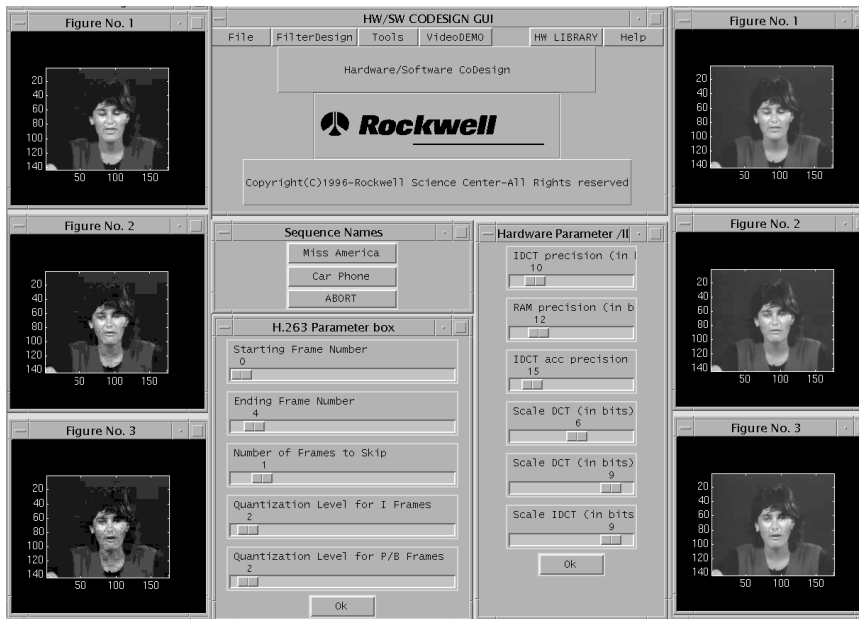 Figure No. 1
20
40
60
80
100
120
140
50 100 150
Figure No. 2
20
40
60
80
100
120
140
50 100 150
Figure No. 3
20
40
60
80
100
120
140
50 100 150
HW/SW CODESIGN GUI
File FilterDesign Tools VideoDEMO HW LIBRARY Help
Hardware/Software CoDesign
Rockwell
Copyright(C)1996-Rockwell Science Center-All Rights reserved
Sequence Names
Miss America
Car Phone
ABORT
H.263 Parameter box
Starting Frame Number
0
Ending Frame Number
4
Number of Frames to Skip
1
Quantization Level for I Frames
2
Quantization Level for P/B Frames
2
Ok
Hardware Parameter /II
IDCT precision (in
10
RAM precision (in b
12
IDCT acc precision
15
Scale DCT (in bits)
6
Scale DCT (in bits)
9
Scale IDCT (in bits
9
Ok
Figure No. 1
20
40
60
80
100
120
140
50 100 150
Figure No. 2
20
40
60
80
100
120
140
50 100 150
Figure No. 3
20
40
60
80
100
120
140
50 100 150